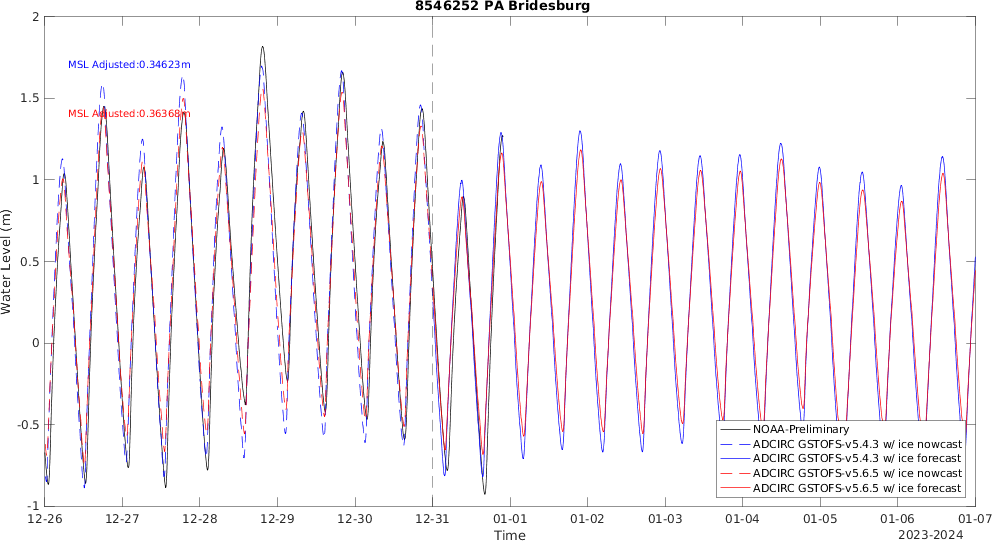 8546252 PA Bridesburg
2
1.5
1
0.5
0
-0.5
-1
Water Level (m)
MSL Adjusted:0.34623m
MSL Adjusted:0.36368m
NOAA-Preliminary
ADCIRC GSTOFS-v5.4.3 w/ ice nowcast
ADCIRC GSTOFS-v5.4.3 w/ ice forecast
ADCIRC GSTOFS-v5.6.5 w/ ice nowcast
ADCIRC GSTOFS-v5.6.5 w/ ice forecast
12-26 12-27 12-28 12-29 12-30 12-31 01-01 01-02 01-03 01-04 01-05 01-06 01-07
Time
2023-2024